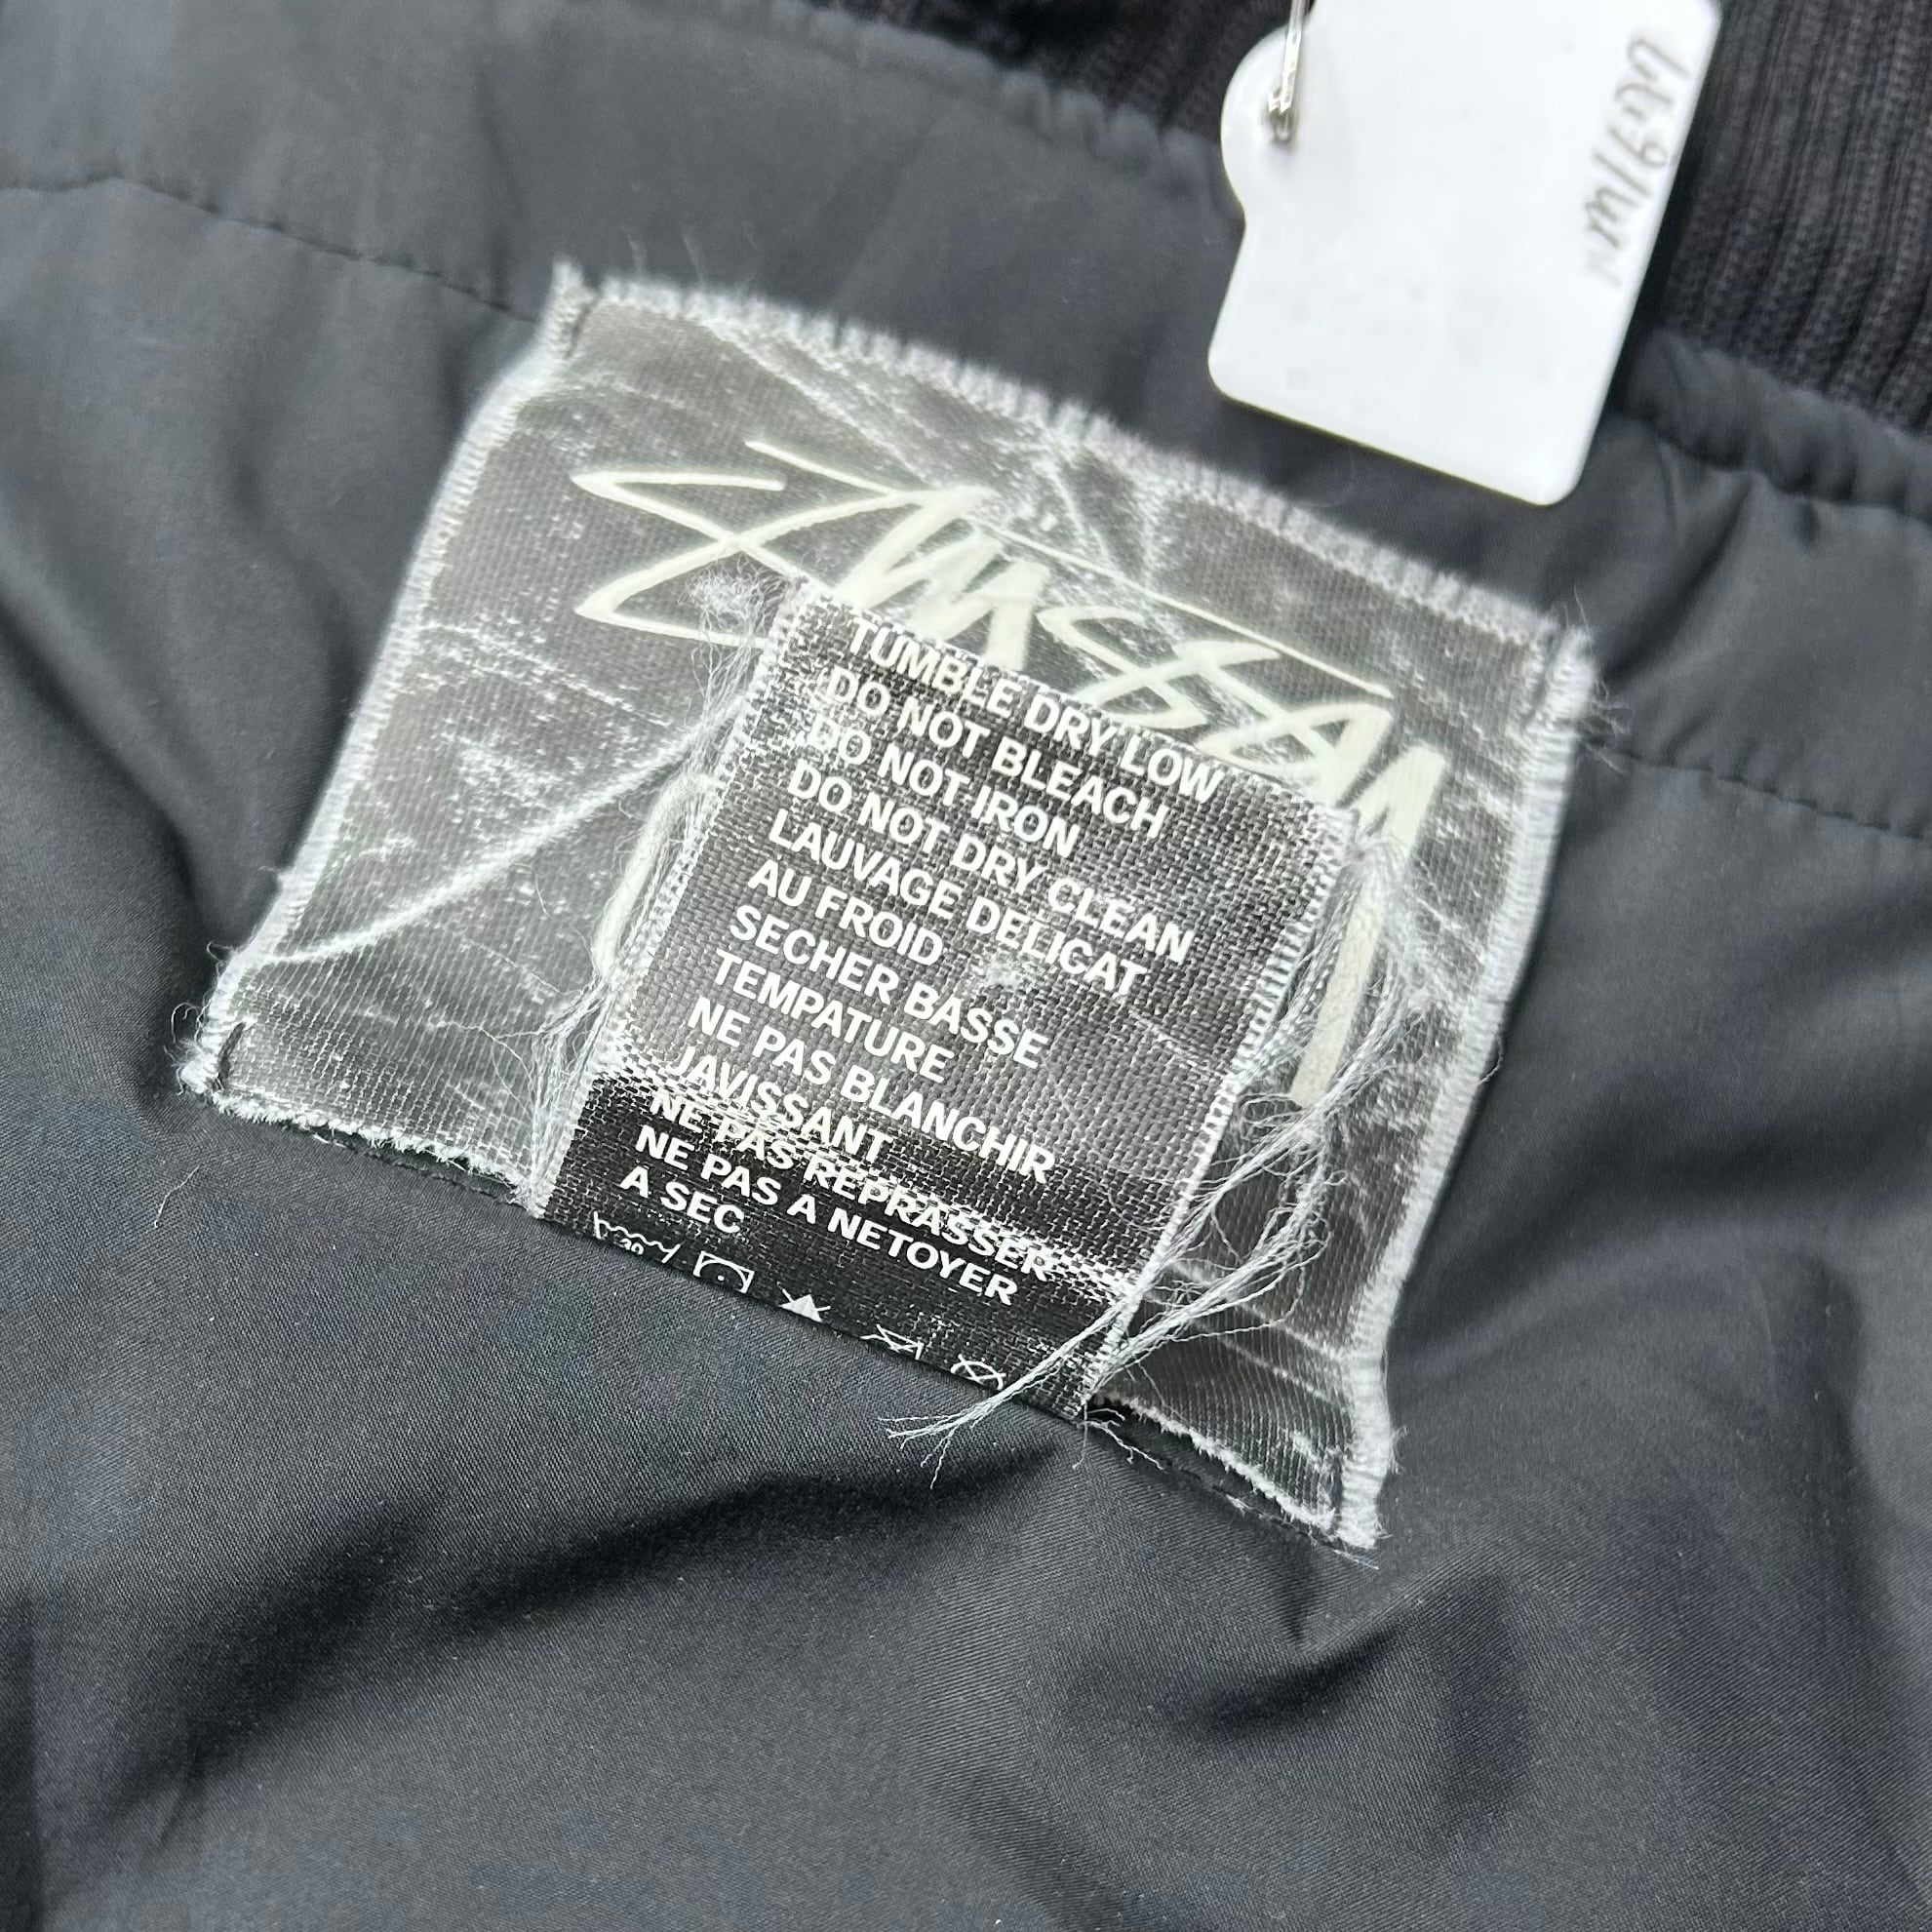 TUMBLE DRY LOW
DO NOT BLEACH
DO NOT IRON
DO NOT DRY CLEAN
LAUVAGE DELICAT
AU FROID
SECHER BASSE
TEMPATURE
NE PAS BLANCHIR
JAVISSANT
NE PAS REPRASSER
NE PAS A NETOYER
A SEC
30